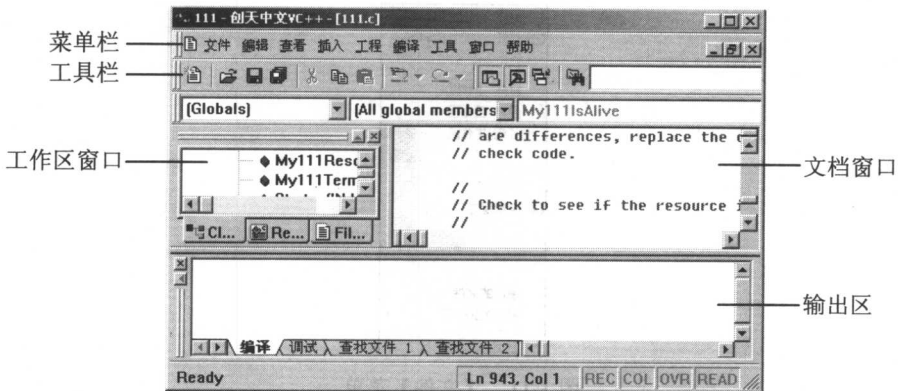 111 - 创天中文VC++ - [111.c]
菜单栏
文件 编辑 查看 插入 工程 编译 工具 窗口 帮助
工具栏
(Globals)
(All global members
My111IsAlive
工作区窗口
My111Reso
My111Term
Cl...
Re...
Fil...
// are differences, replace the
// check code.
//
// Check to see if the resource
//
文档窗口
输出区
编译 调试 查找文件 1 查找文件 2
Ready
Ln 943, Col 1
REC COL OVR READ